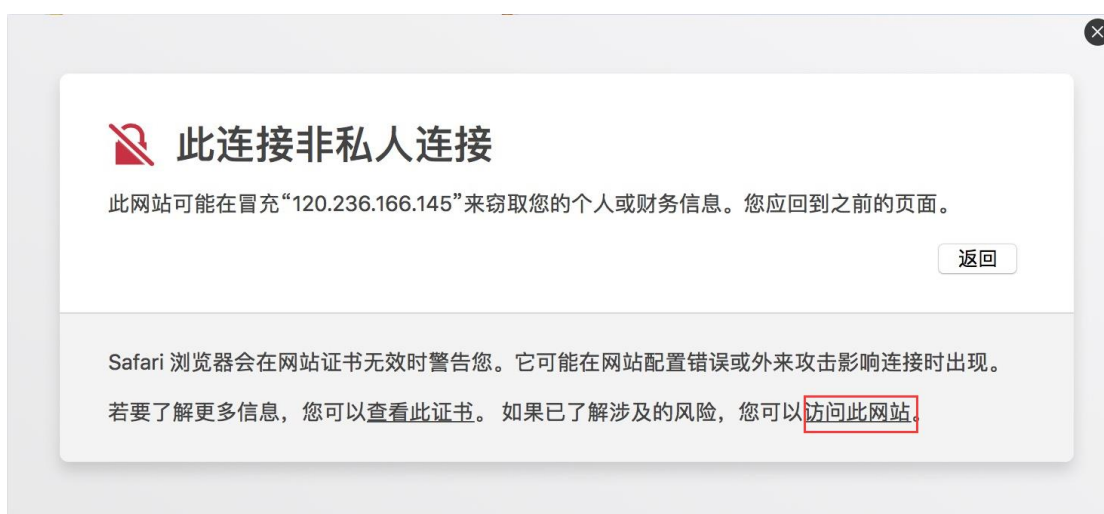 此连接非私人连接
此网站可能在冒充“120.236.166.145”来窃取您的个人或财务信息。您应回到之前的页面。
返回
Safari 浏览器会在网站证书无效时警告您。它可能在网站配置错误或外来攻击影响连接时出现。
若要了解更多信息，您可以查看此证书。 如果已了解涉及的风险，您可以访问此网站。